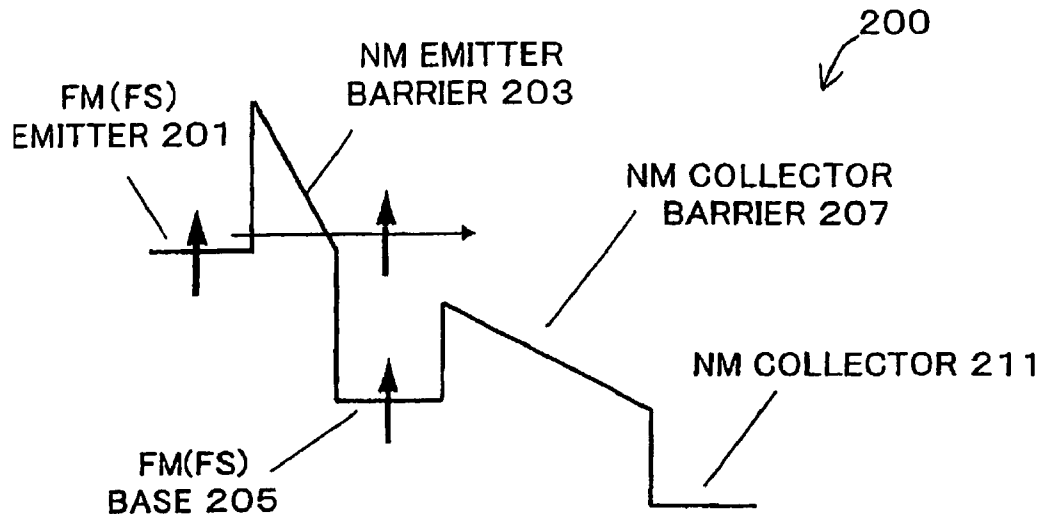 200
NM EMITTER
BARRIER 203
FM(FS)
EMITTER 201
NM COLLECTOR
BARRIER 207
NM COLLECTOR 211
FM(FS)
BASE 205